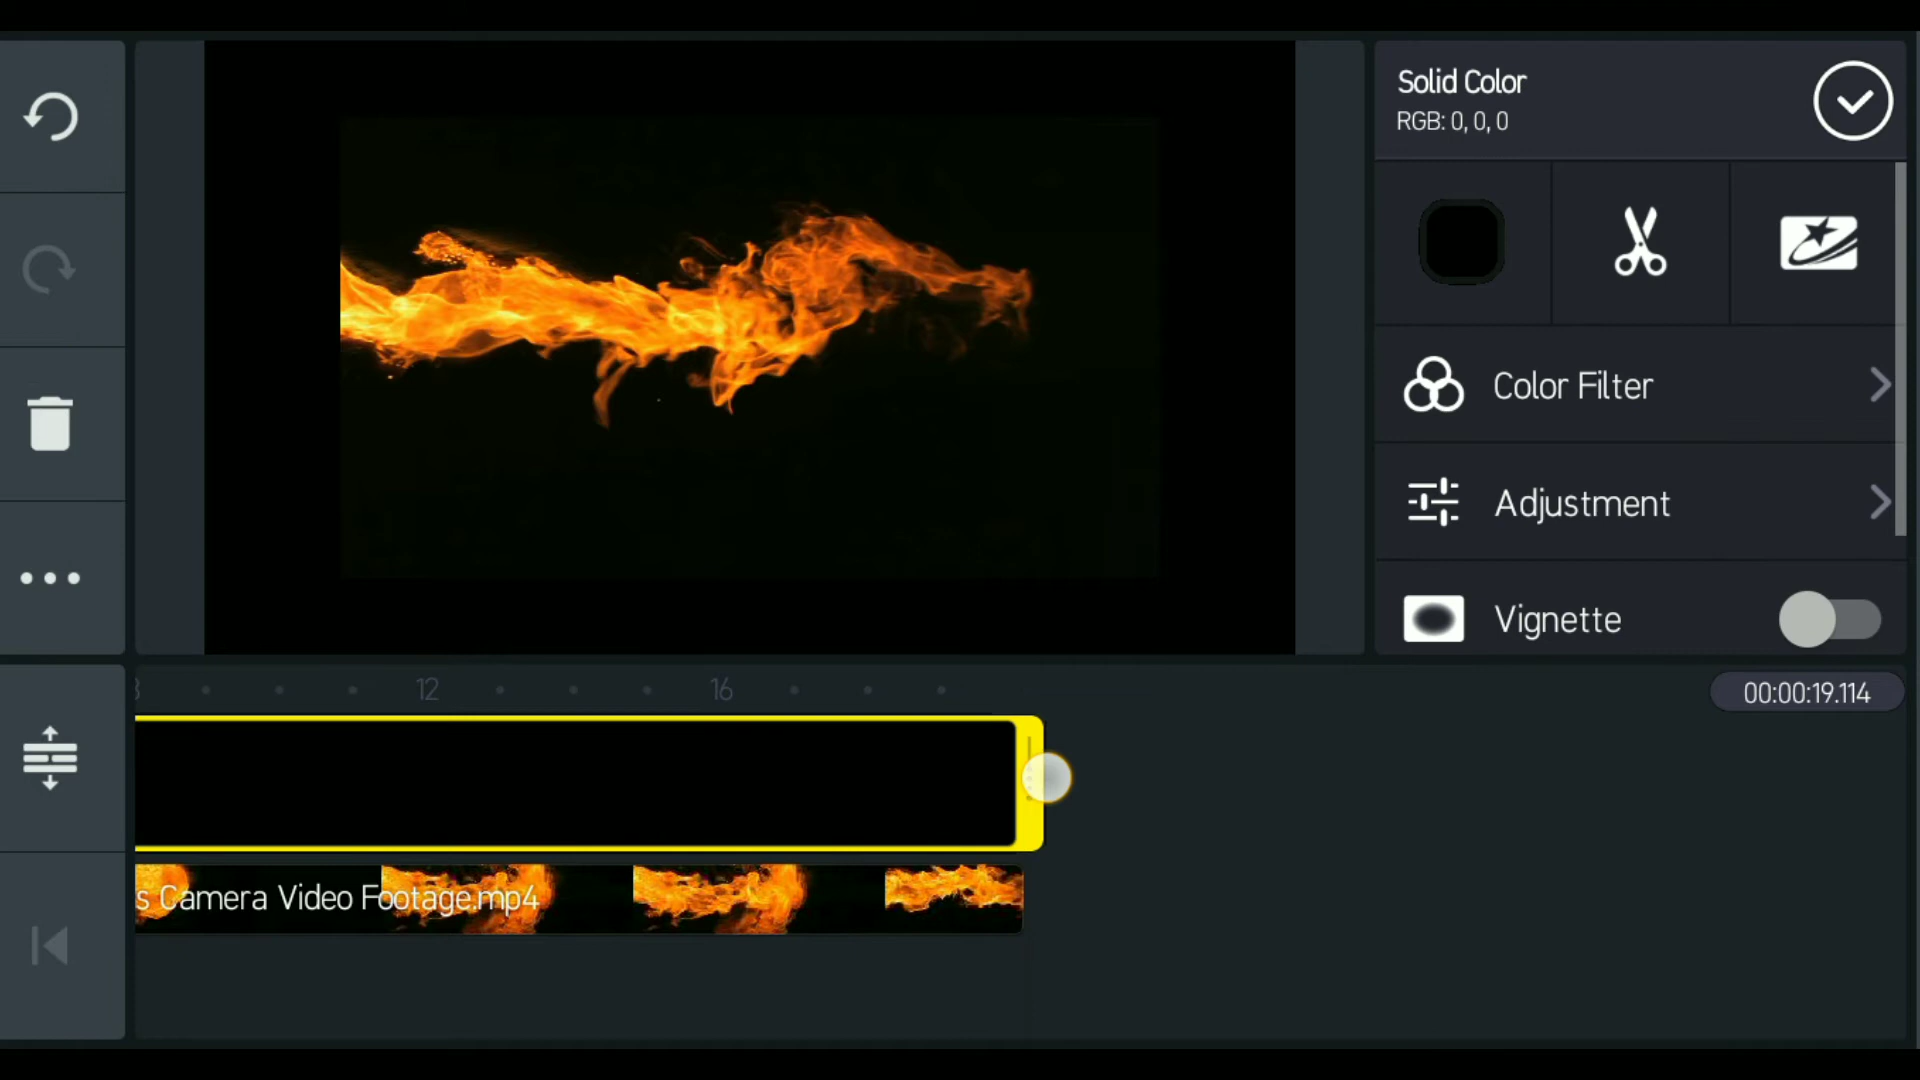 Solid Color
RGB: 0, 0, 0
Color Filter
Adjustment
Vignette
12
16
00:00:19.114
s Camera Video Footage.mp4